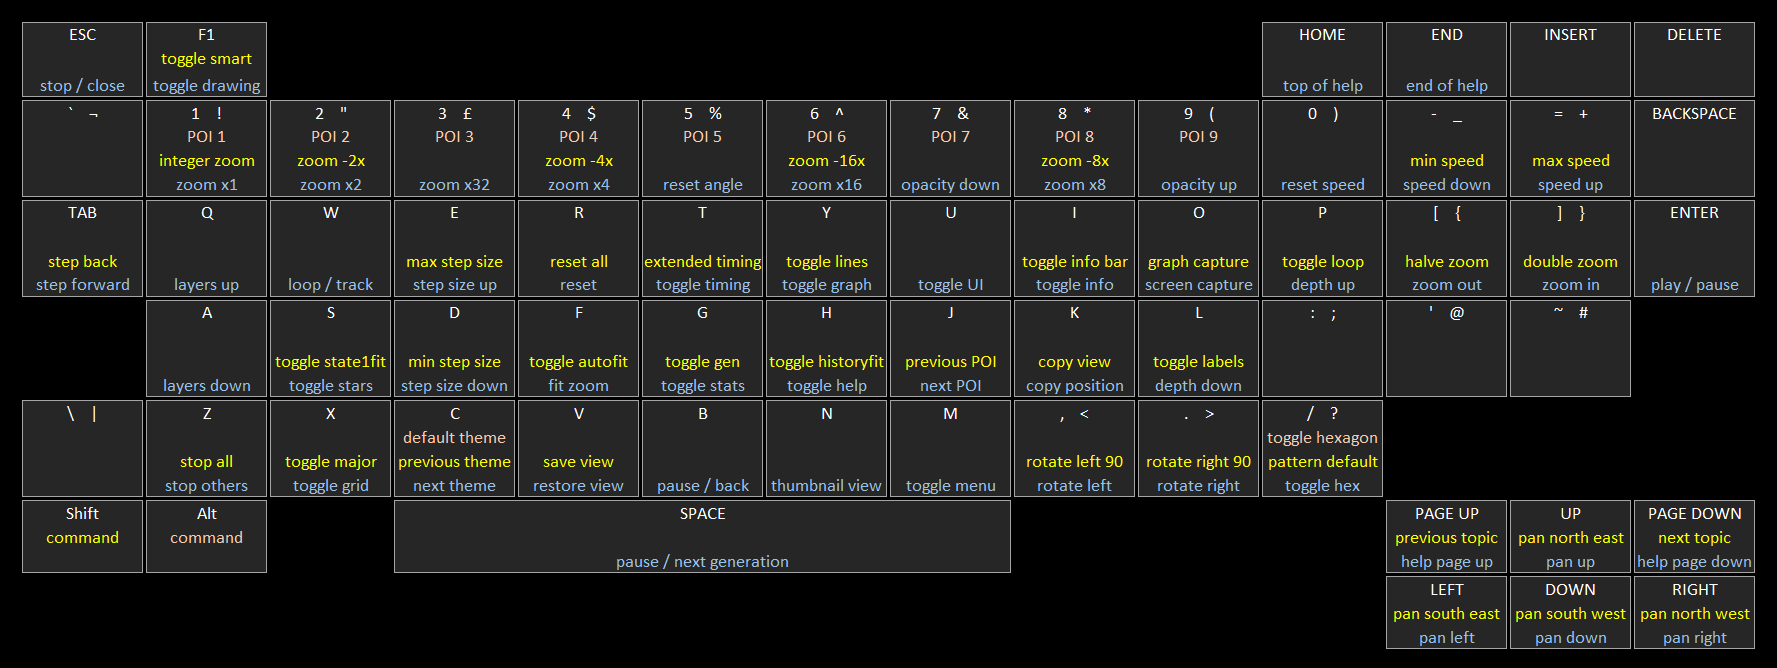 ESC
toggle smart
stop / close
F1
toggle drawing
HOME
top of help
END
end of help
INSERT
DELETE
` ¬
1 !
POI 1
integer zoom
zoom x1
2 "
POI 2
zoom -2x
zoom x2
3 £
POI 3
zoom x32
4 $
POI 4
zoom -4x
zoom x4
5 %
POI 5
reset angle
6 ^
POI 6
zoom -16x
zoom x16
7 &
POI 7
opacity down
8 *
POI 8
zoom -8x
zoom x8
9 (
POI 9
opacity up
0 )
reset speed
- _
min speed
speed down
= +
max speed
speed up
BACKSPACE
TAB
step back
step forward
Q
layers up
W
loop / track
E
max step size
step size up
R
reset all
reset
T
extended timing
toggle timing
Y
toggle lines
toggle graph
U
toggle UI
I
toggle info bar
toggle info
O
graph capture
screen capture
P
toggle loop
depth up
[ {
halve zoom
zoom out
] }
double zoom
zoom in
ENTER
play / pause
A
layers down
S
toggle state1fit
toggle stars
D
min step size
step size down
F
toggle autofit
fit zoom
G
toggle gen
toggle stats
H
toggle historyfit
toggle help
J
previous POI
next POI
K
copy view
copy position
L
toggle labels
depth down
: ;
' @
~ #
\ |
Z
stop all
stop others
X
toggle major
toggle grid
C
default theme
previous theme
next theme
V
save view
restore view
B
pause / back
N
thumbnail view
M
toggle menu
, <
rotate left 90
rotate left
. >
rotate right 90
rotate right
/ ?
toggle hexagon
pattern default
toggle hex
Shift
command
Alt
command
SPACE
pause / next generation
PAGE UP
previous topic
help page up
UP
pan north east
pan up
PAGE DOWN
next topic
help page down
LEFT
pan south east
pan left
DOWN
pan south west
pan down
RIGHT
pan north west
pan right